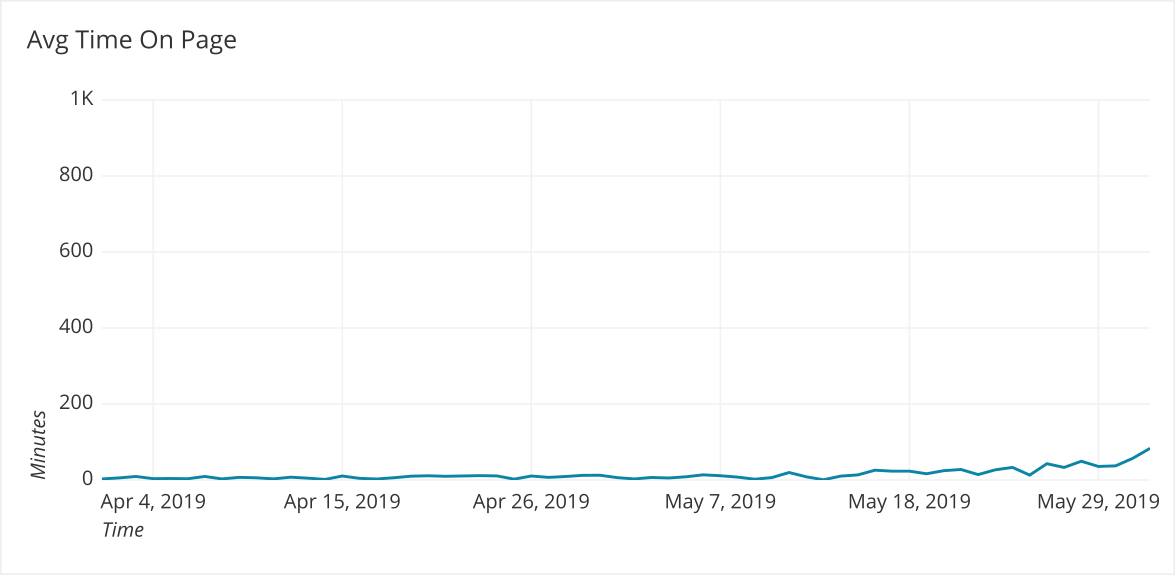 Avg Time On Page
1K
800
600
400
200
0
Minutes
Apr 4, 2019 Apr 15, 2019 Apr 26, 2019 May 7, 2019 May 18, 2019 May 29, 2019
Time